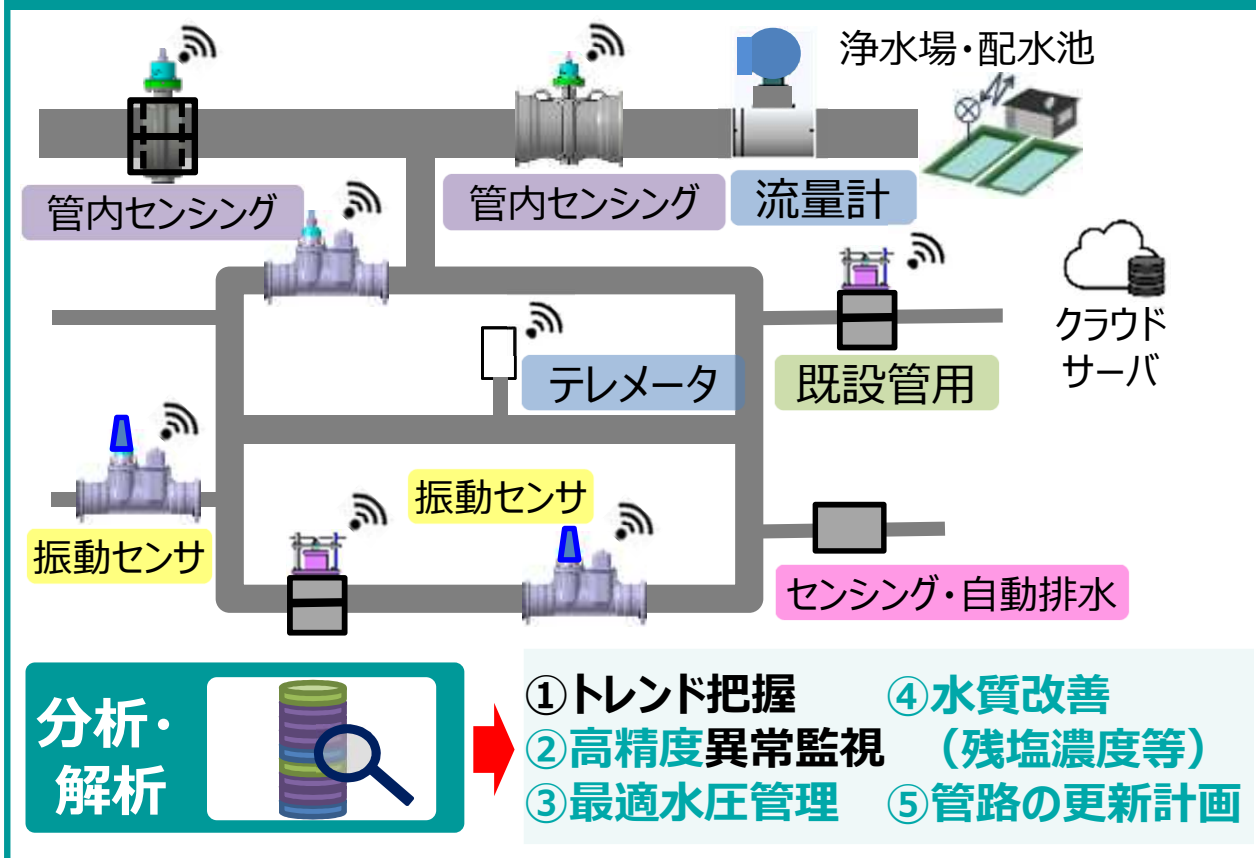 浄水場・配水池
管内センシング
管内センシング
流量計
クラウド
サーバ
テレメータ
既設管用
振動センサ
振動センサ
センシング・自動排水
分析・
解析
①トレンド把握
②高精度異常監視
③最適水圧管理
④水質改善
（残塩濃度等）
⑤管路の更新計画